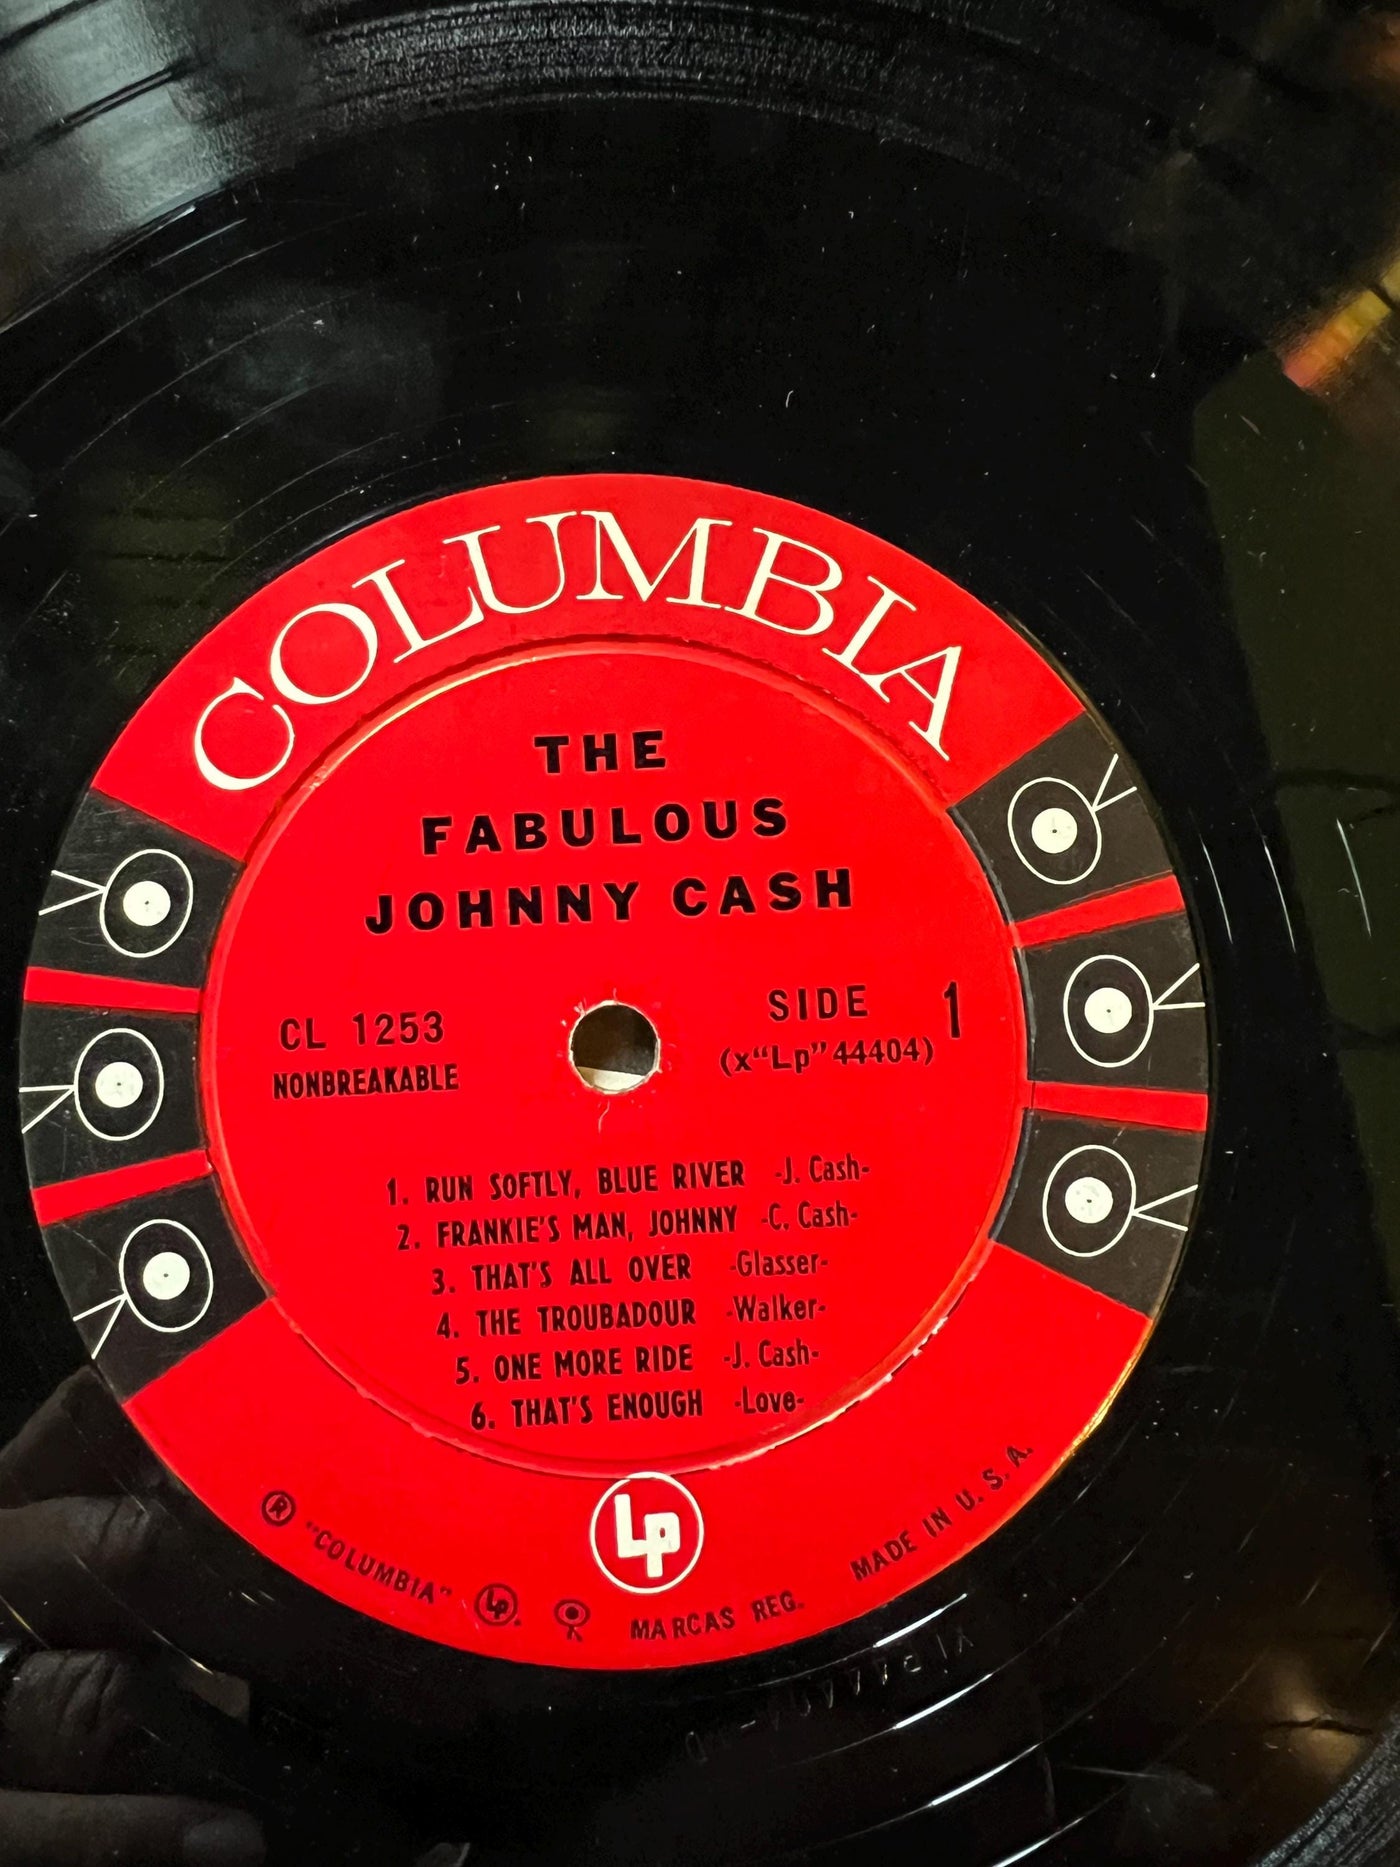 COLUMBIA
THE
FABULOUS
JOHNNY CASH
CL 1253
NONBREAKABLE
SIDE 1
(x“Lp”44404)
1. RUN SOFTLY, BLUE RIVER -J. Cash-
2. FRANKIE'S MAN, JOHNNY -C. Cash-
3. THAT'S ALL OVER -Glasser-
4. THE TROUBADOUR -Walker-
5. ONE MORE RIDE -J. Cash-
6. THAT'S ENOUGH -Love-
Lp
® "COLUMBIA" Lp. MARCAS REG. MADE IN U. S. A.